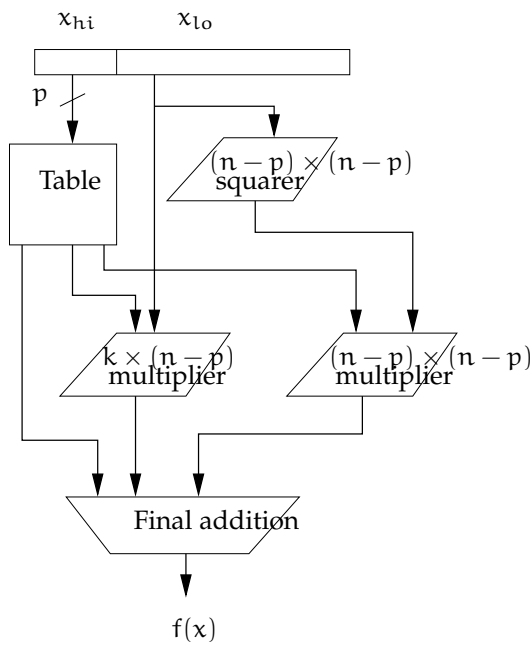 x_hi x_lo
p
Table
(n − p) × (n − p)
squarer
k × (n − p)
multiplier
(n − p) × (n − p)
multiplier
Final addition
f(x)